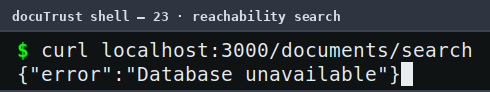 docuTrust shell — 23 · reachability search
$ curl localhost:3000/documents/search
{"error":"Database unavailable"}